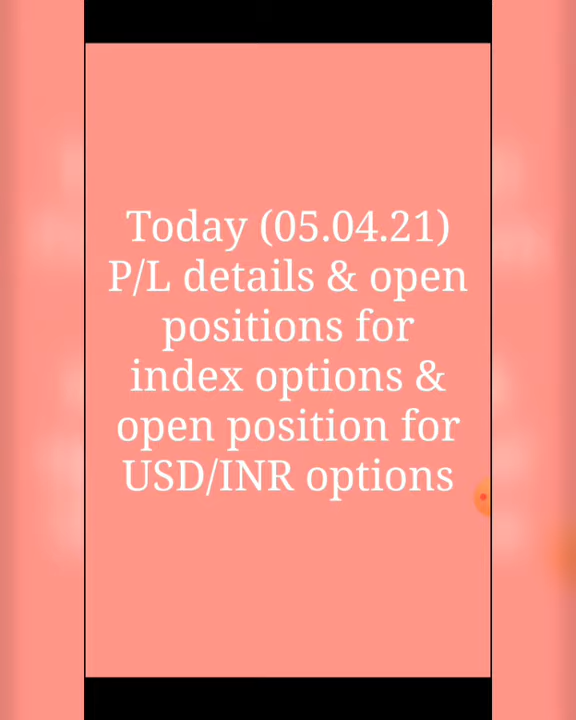 Today (05.04.21)
P/L details & open
positions for
index options &
open position for
USD/INR options